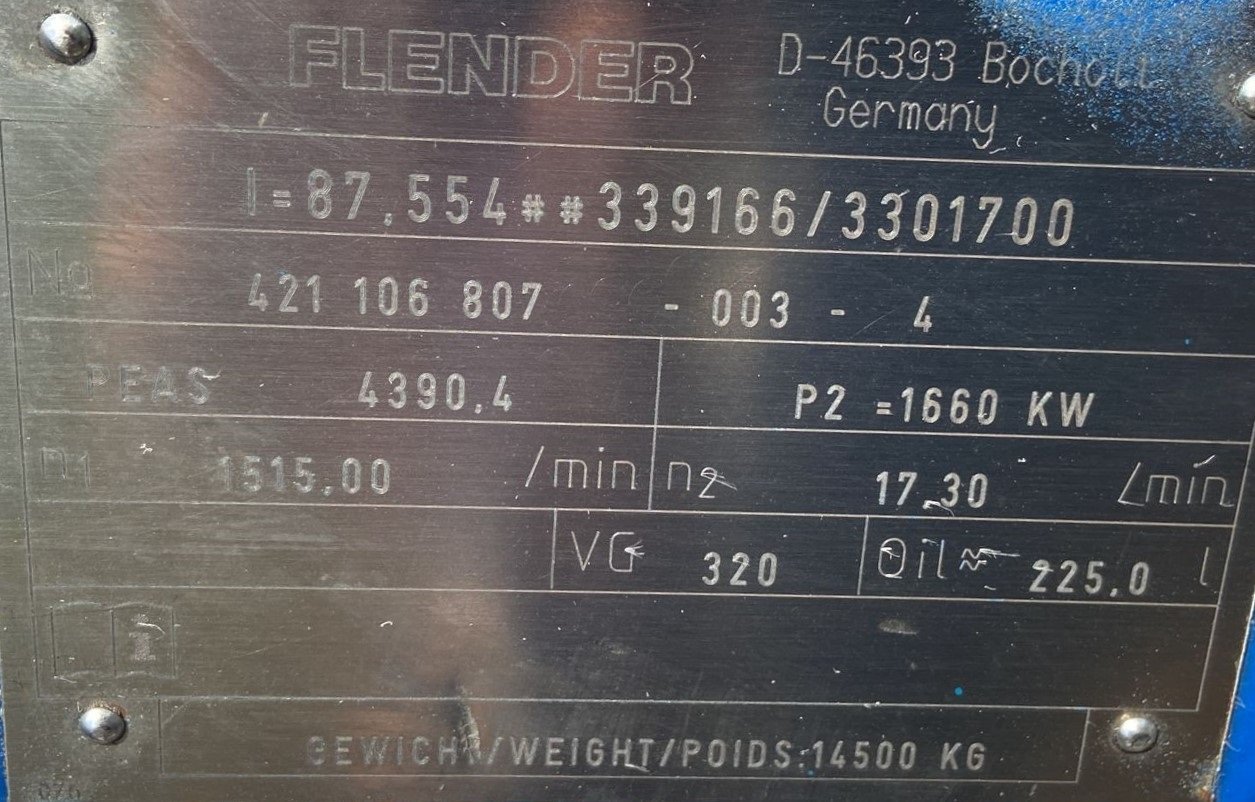 FLENDER D-46393 Bocholt
Germany
I=87,554##339166/3301700
No 421 106 807 - 003 - 4
PEAS 4390.4 P2 =1660 KW
n1 1515,00 /min n2 17,30 /min
VG 320 Oil≈ 225,0 l
i
GEWICHT/WEIGHT/POIDS:14500 KG